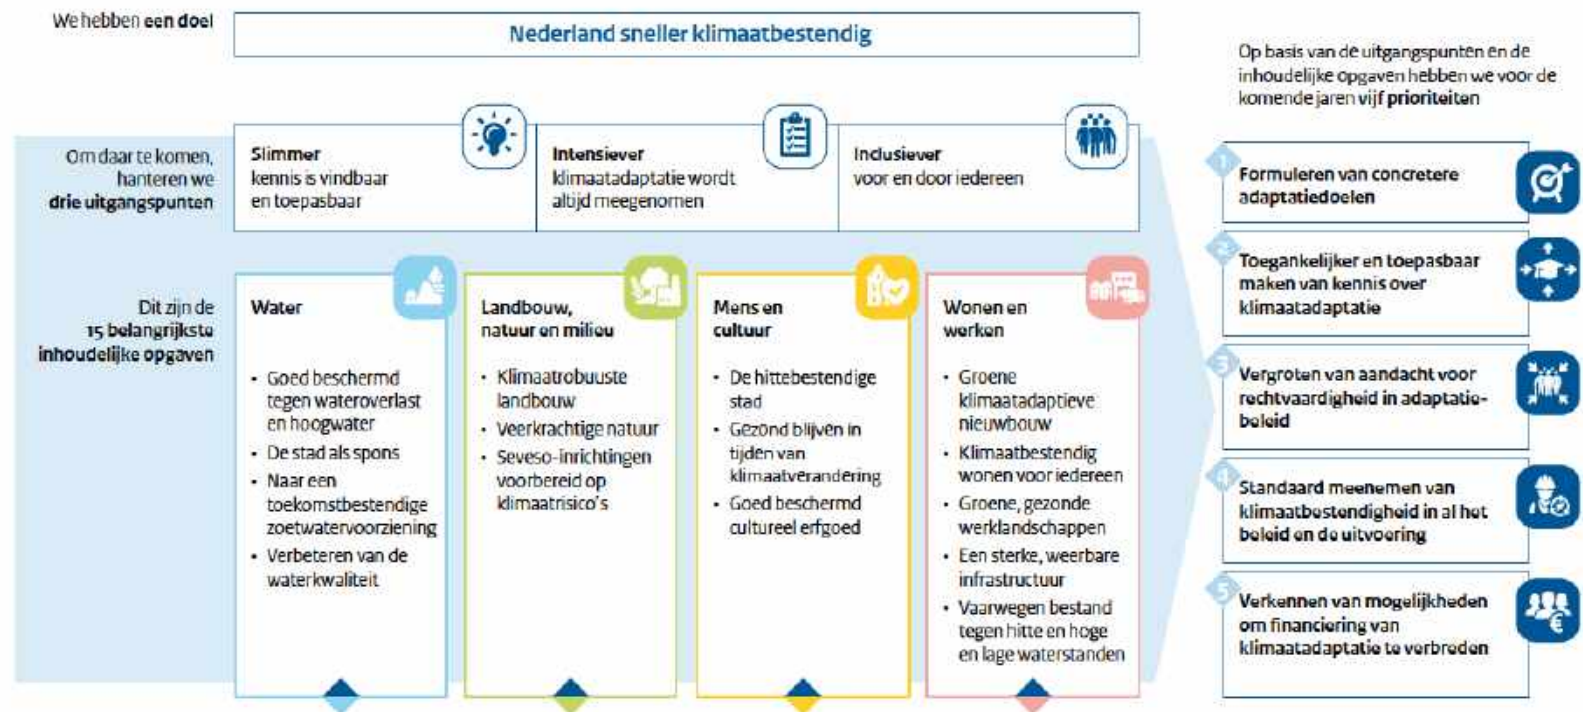 We hebben een doel
Nederland sneller klimaatbestendig
Om daar te komen,
hanteren we
drie uitgangspunten
Slimmer
kennis is vindbaar
en toepasbaar
Intensiever
klimaatadaptatie wordt
altijd meegenomen
Inclusiever
voor en door iedereen
Dit zijn de
15 belangrijkste
inhoudelijke opgaven
Water
• Goed beschermd
tegen wateroverlast
en hoogwater
• De stad als spons
• Naar een
toekomstbestendige
zoetwatervoorziening
• Verbeteren van de
waterkwaliteit
Landbouw,
natuur en milieu
• Klimaatrobuuste
landbouw
• Veerkrachtige natuur
• Seveso-inrichtingen
voorbereid op
klimaatrisico's
Mens en
cultuur
• De hittebestendige
stad
• Gezond blijven in
tijden van
klimaatverandering
• Goed beschermd
cultureel erfgoed
Wonen en
werken
• Groene
klimaatadaptieve
nieuwbouw
• Klimaatbestendig
wonen voor iedereen
• Groene, gezonde
werklandschappen
• Een sterke, weerbare
infrastructuur
• Vaarwegen bestand
tegen hitte en hoge
en lage waterstanden
Op basis van de uitgangspunten en de
inhoudelijke opgaven hebben we voor de
komende jaren vijf prioriteiten
1
Formuleren van concretere
adaptatiedoelen
2
Toegankelijker en toepasbaar
maken van kennis over
klimaatadaptatie
3
Vergroten van aandacht voor
rechtvaardigheid in adaptatie-
beleid
4
Standaard meenemen van
klimaatbestendigheid in al het
beleid en de uitvoering
5
Verkennen van mogelijkheden
om financiering van
klimaatadaptatie te verbreden